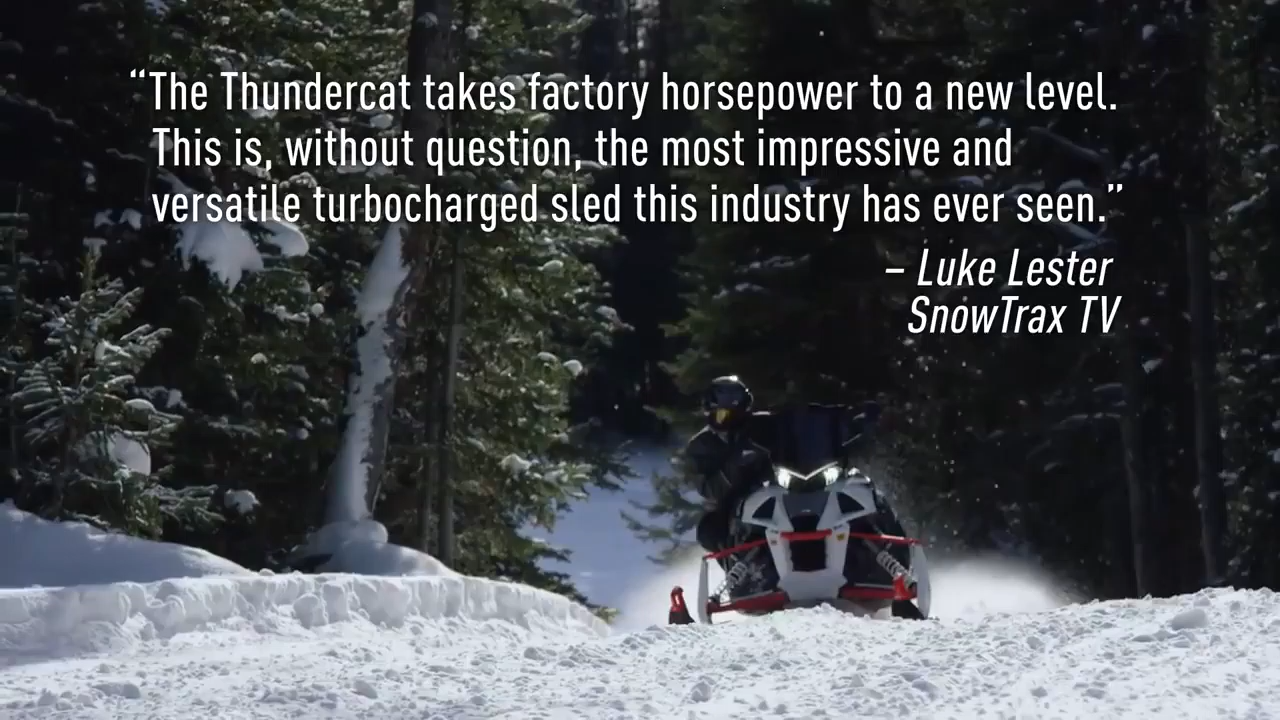 “The Thundercat takes factory horsepower to a new level.
This is, without question, the most impressive and
versatile turbocharged sled this industry has ever seen.”
– Luke Lester
SnowTrax TV